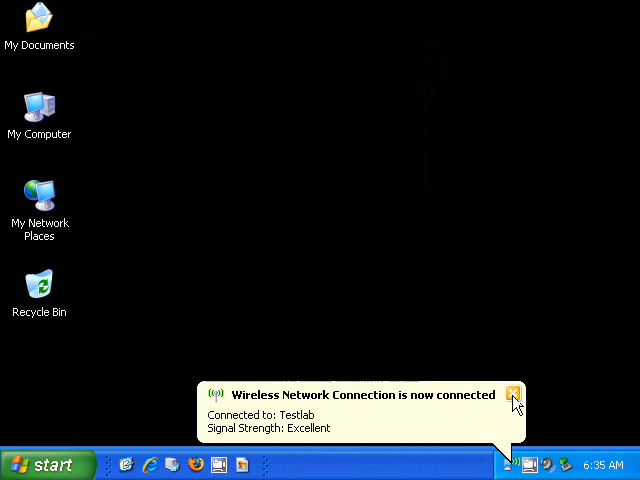 My Documents
My Computer
My Network
Places
Recycle Bin
Wireless Network Connection is now connected
Connected to: Testlab
Signal Strength: Excellent
start
6:35 AM